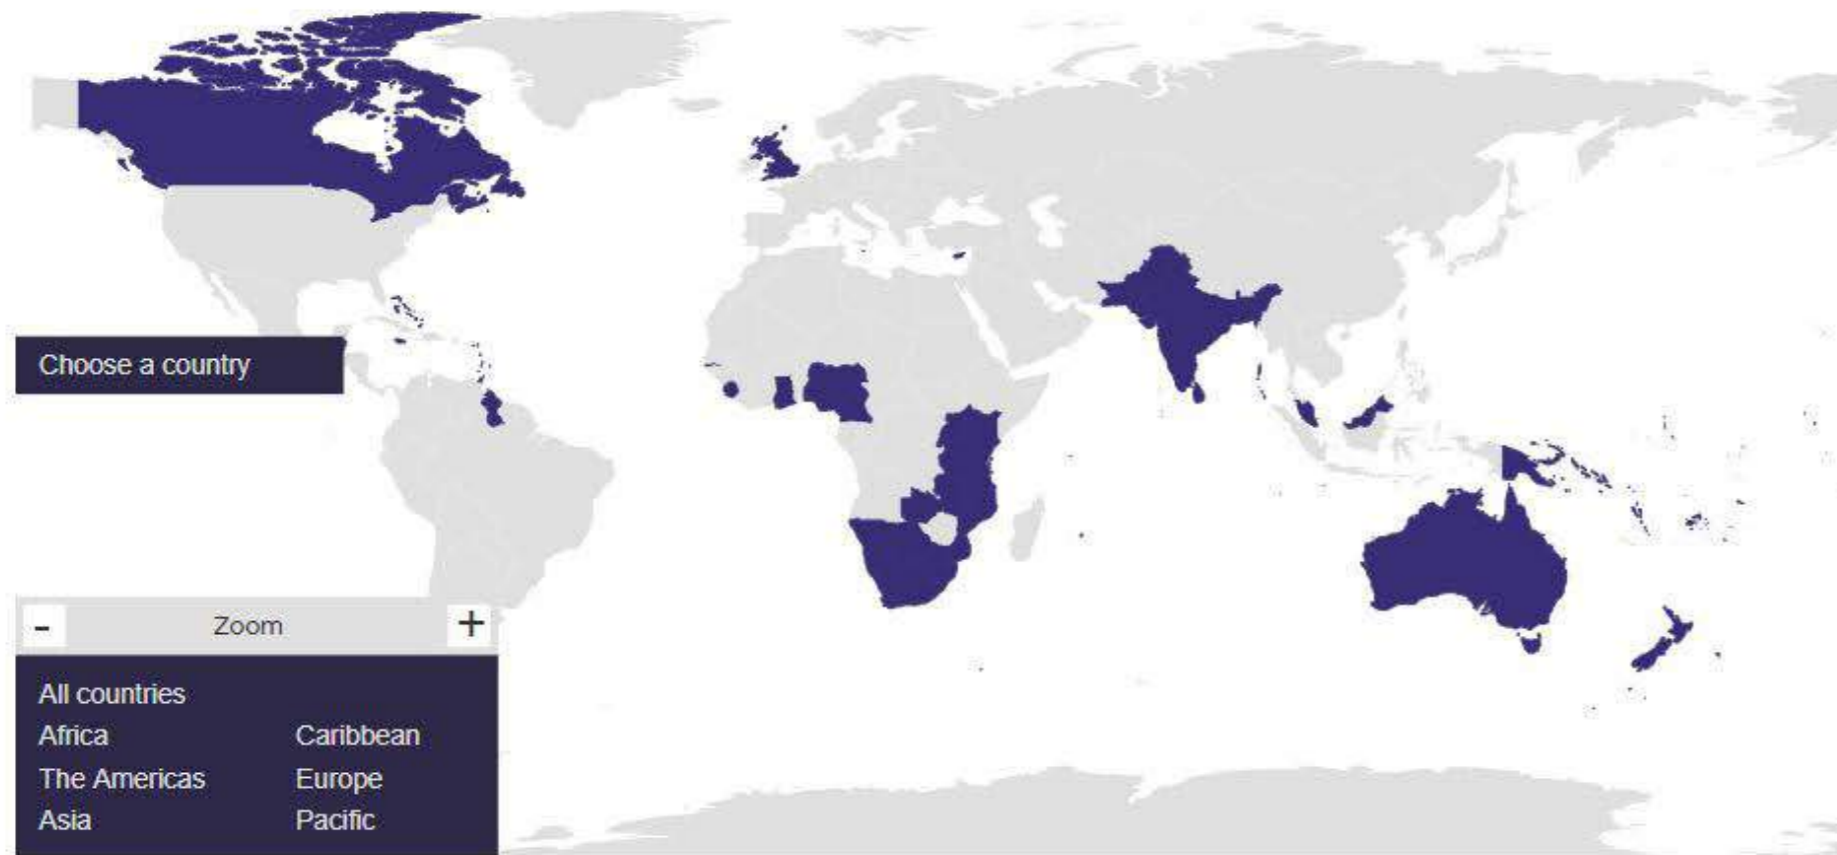 Choose a country
- Zoom +
All countries
Africa Caribbean
The Americas Europe
Asia Pacific